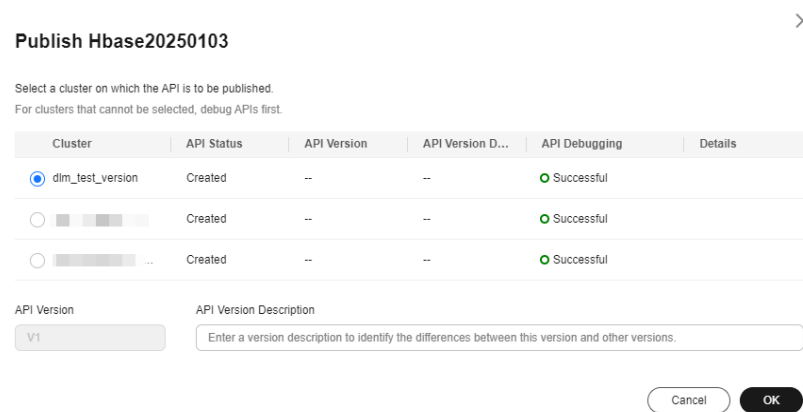 Publish Hbase20250103
Select a cluster on which the API is to be published.
For clusters that cannot be selected, debug APIs first.
Cluster API Status API Version API Version D... API Debugging Details
dlm_test_version Created -- -- Successful
Created -- -- Successful
... Created -- -- Successful
API Version API Version Description
V1 Enter a version description to identify the differences between this version and other versions.
Cancel OK